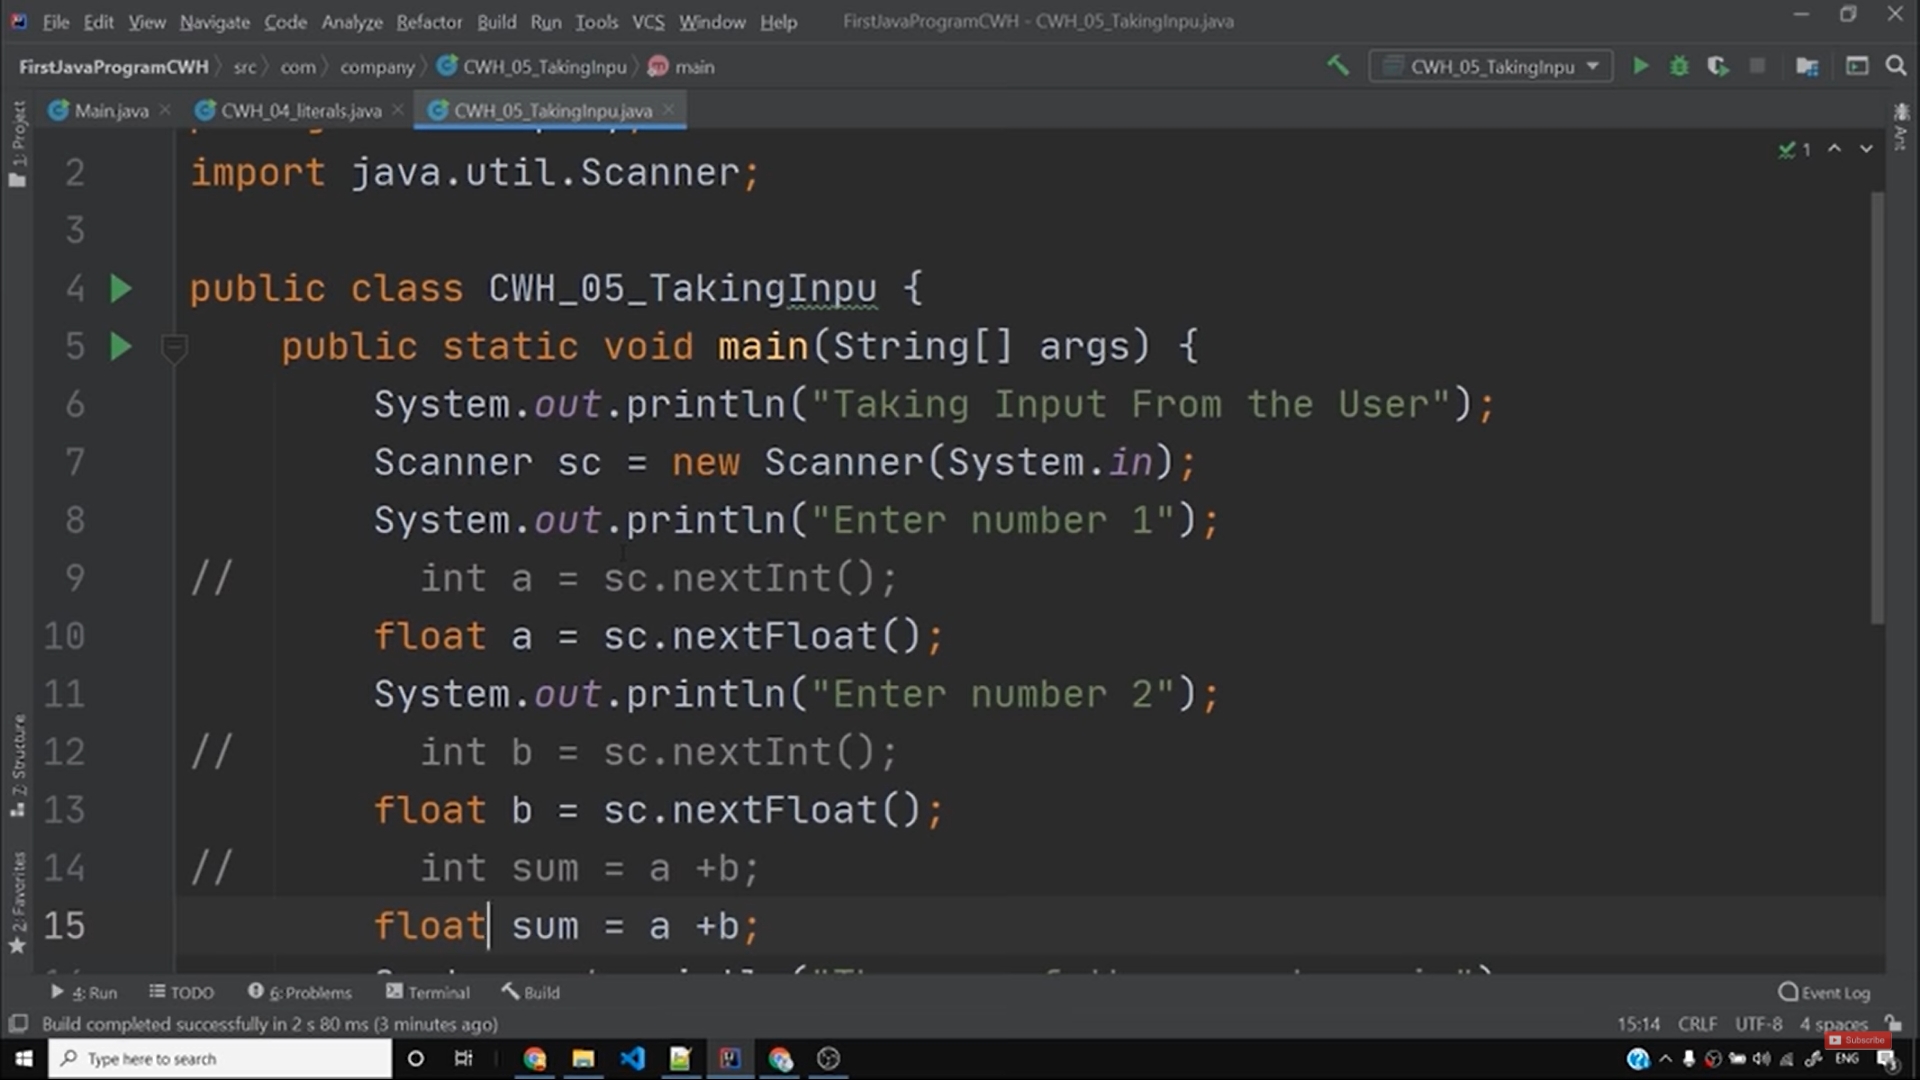 File Edit View Navigate Code Analyze Refactor Build Run Tools VCS Window Help FirstJavaProgramCWH - CWH_05_TakingInpu.java
FirstJavaProgramCWH src com company CWH_05_TakingInpu main CWH_05_TakingInpu
Main.java CWH_04_literals.java CWH_05_TakingInpu.java
1: Project
Ant
1
2 import java.util.Scanner;
3
4 public class CWH_05_TakingInpu {
5 public static void main(String[] args) {
6 System.out.println("Taking Input From the User");
7 Scanner sc = new Scanner(System.in);
8 System.out.println("Enter number 1");
9 // int a = sc.nextInt();
10 float a = sc.nextFloat();
11 System.out.println("Enter number 2");
12 // int b = sc.nextInt();
13 float b = sc.nextFloat();
14 // int sum = a +b;
15 float sum = a +b;
7: Structure
2: Favorites
4: Run TODO 6: Problems Terminal Build Event Log
Build completed successfully in 2 s 80 ms (3 minutes ago) 15:14 CRLF UTF-8 4 spaces
Subscribe
Type here to search ENG